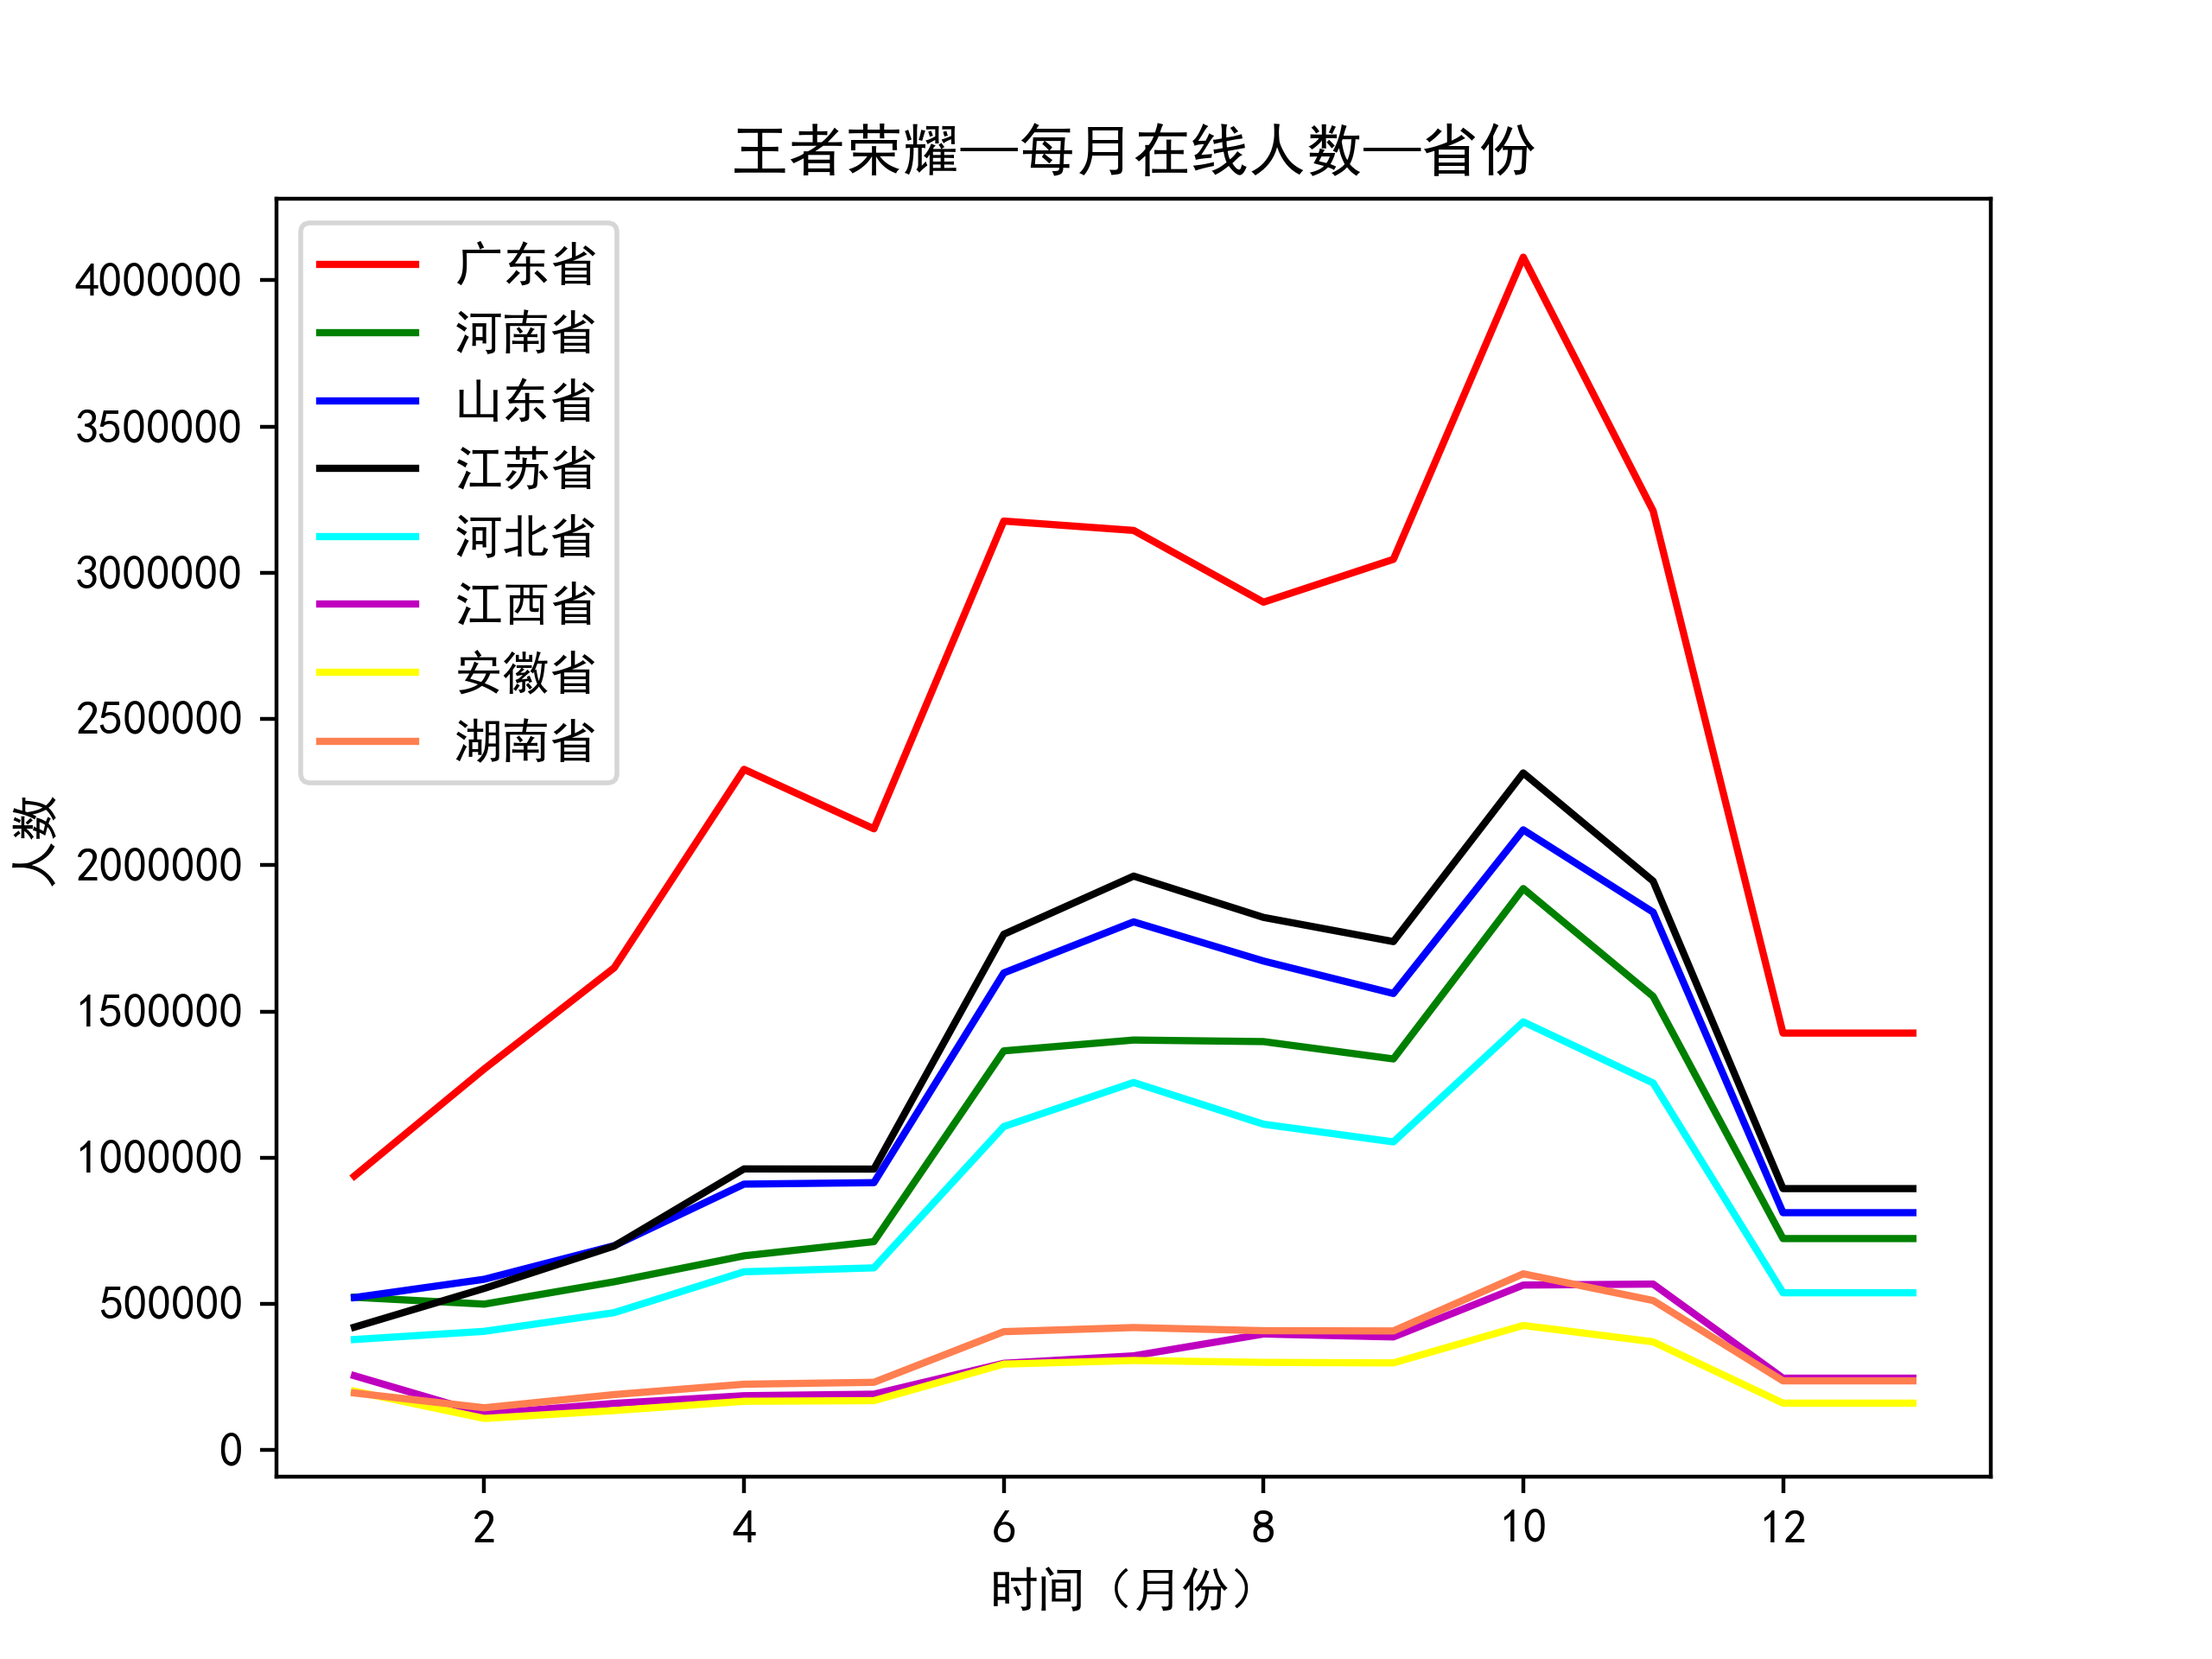 王者荣耀—每月在线人数—省份
广东省
河南省
山东省
江苏省
河北省
江西省
安徽省
湖南省
人数
4000000
3500000
3000000
2500000
2000000
1500000
1000000
500000
0
2 4 6 8 10 12
时间（月份）